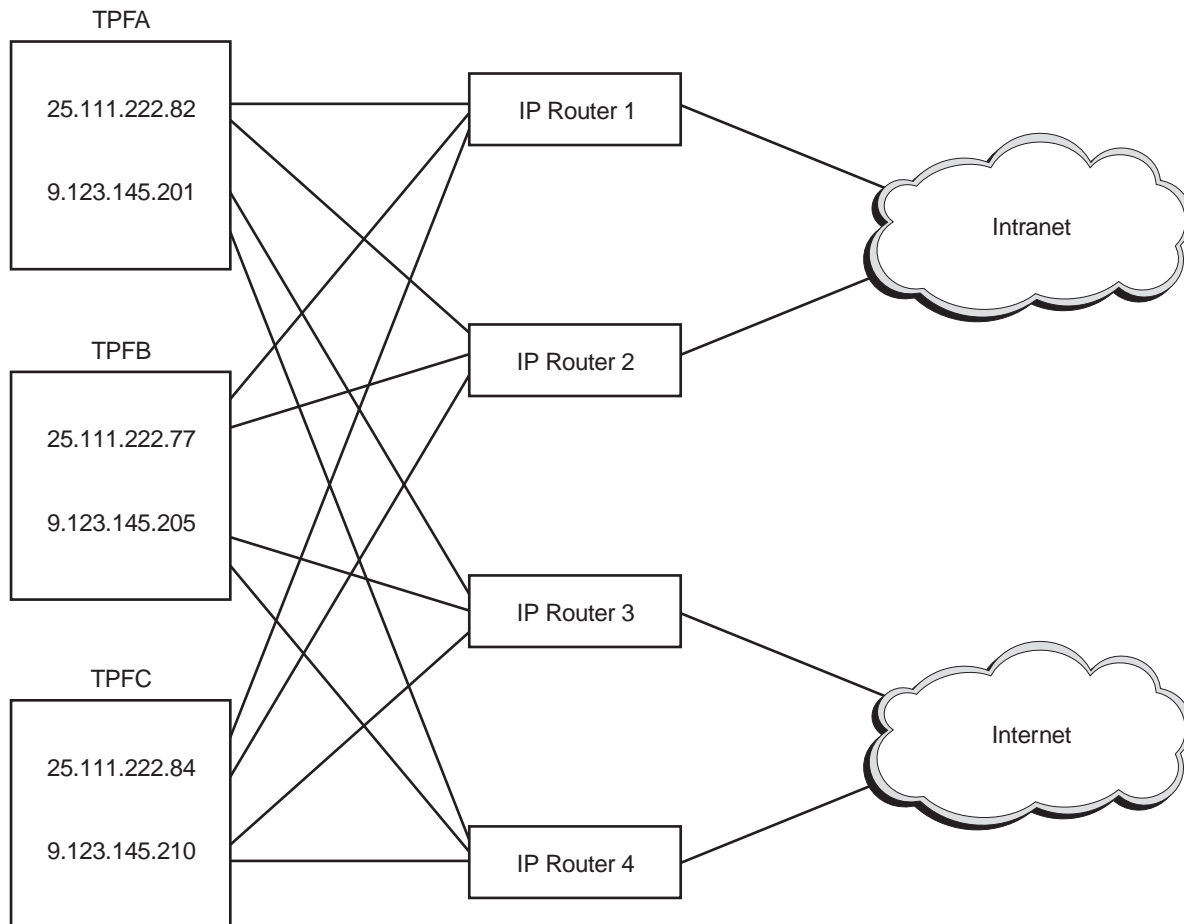 TPFA
25.111.222.82
9.123.145.201
TPFB
25.111.222.77
9.123.145.205
TPFC
25.111.222.84
9.123.145.210
IP Router 1
IP Router 2
IP Router 3
IP Router 4
Intranet
Internet